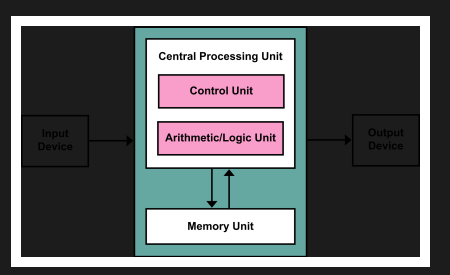 Central Processing Unit
Control Unit
Input
Device
Arithmetic/Logic Unit
Output
Device
Memory Unit